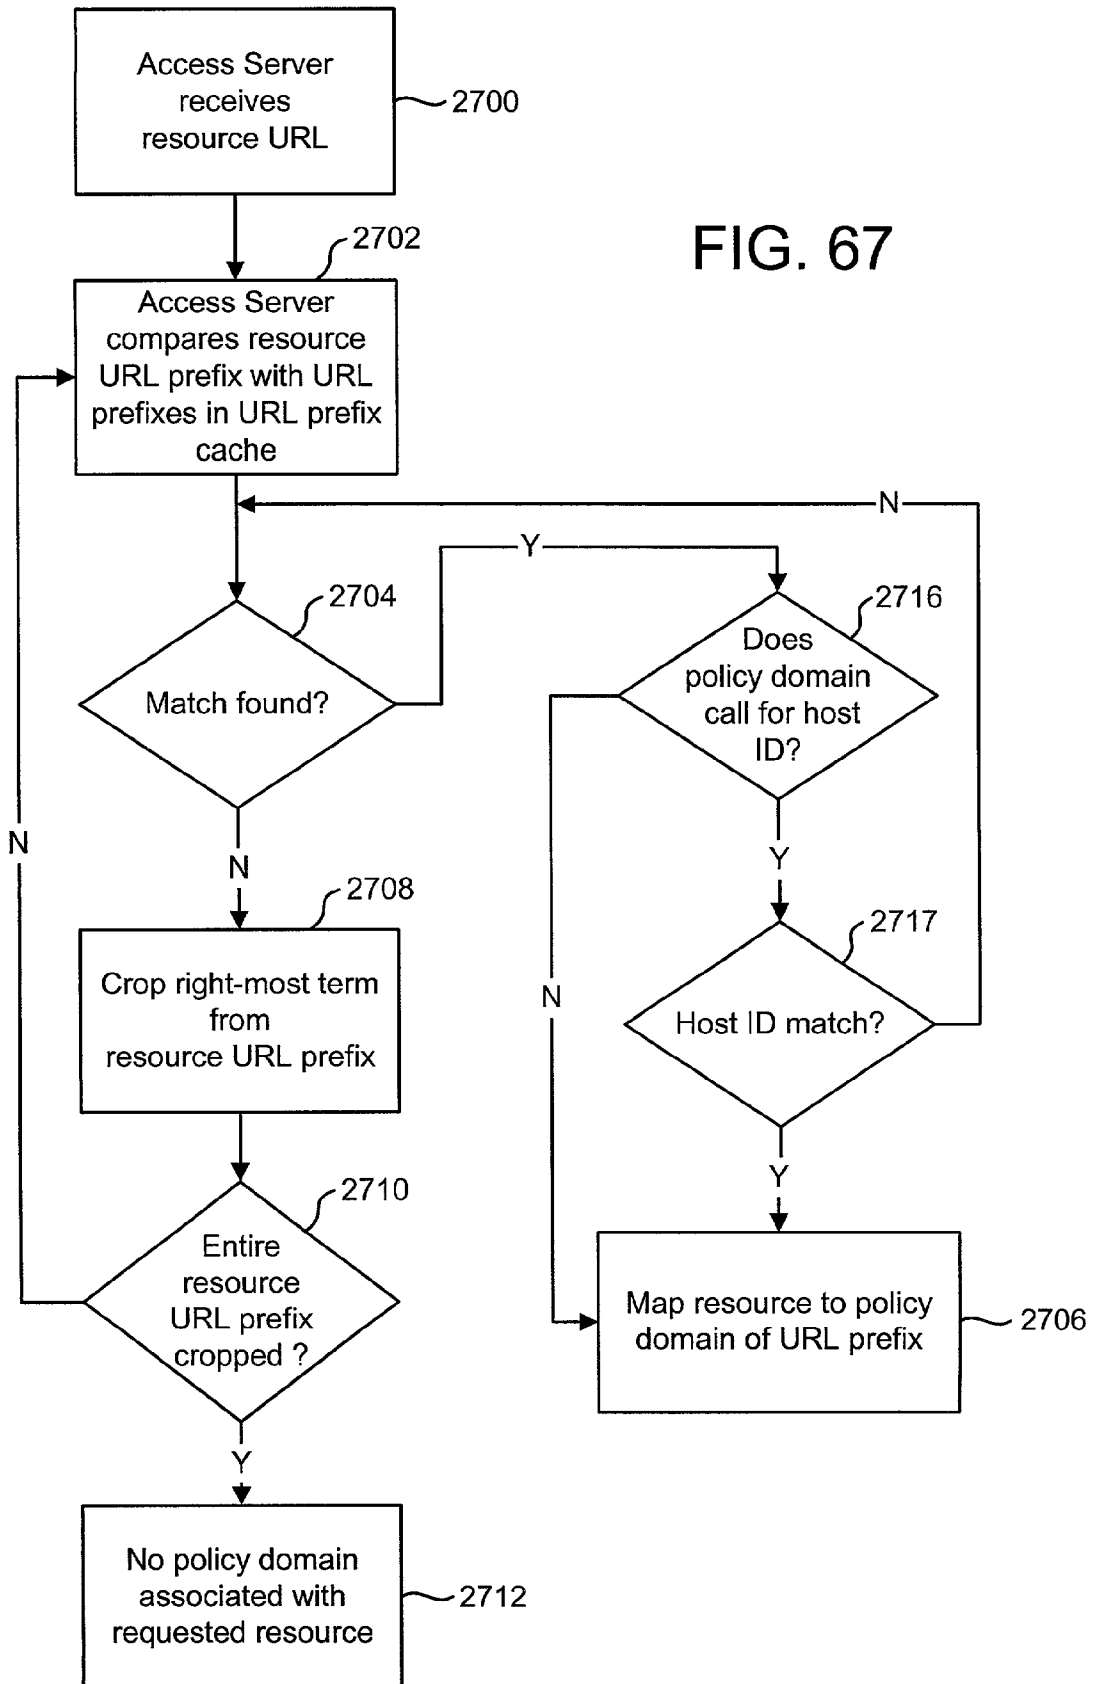 Access Server
receives
resource URL
2700
FIG. 67
2702
Access Server
compares resource
URL prefix with URL
prefixes in URL prefix
cache
N
Y
2704
Match found?
2716
Does
policy domain
call for host
ID?
N
N
Y
2708
Crop right-most term
from
resource URL prefix
N
2717
Host ID match?
2710
Entire
resource
URL prefix
cropped ?
Y
Map resource to policy
domain of URL prefix
2706
Y
No policy domain
associated with
requested resource
2712